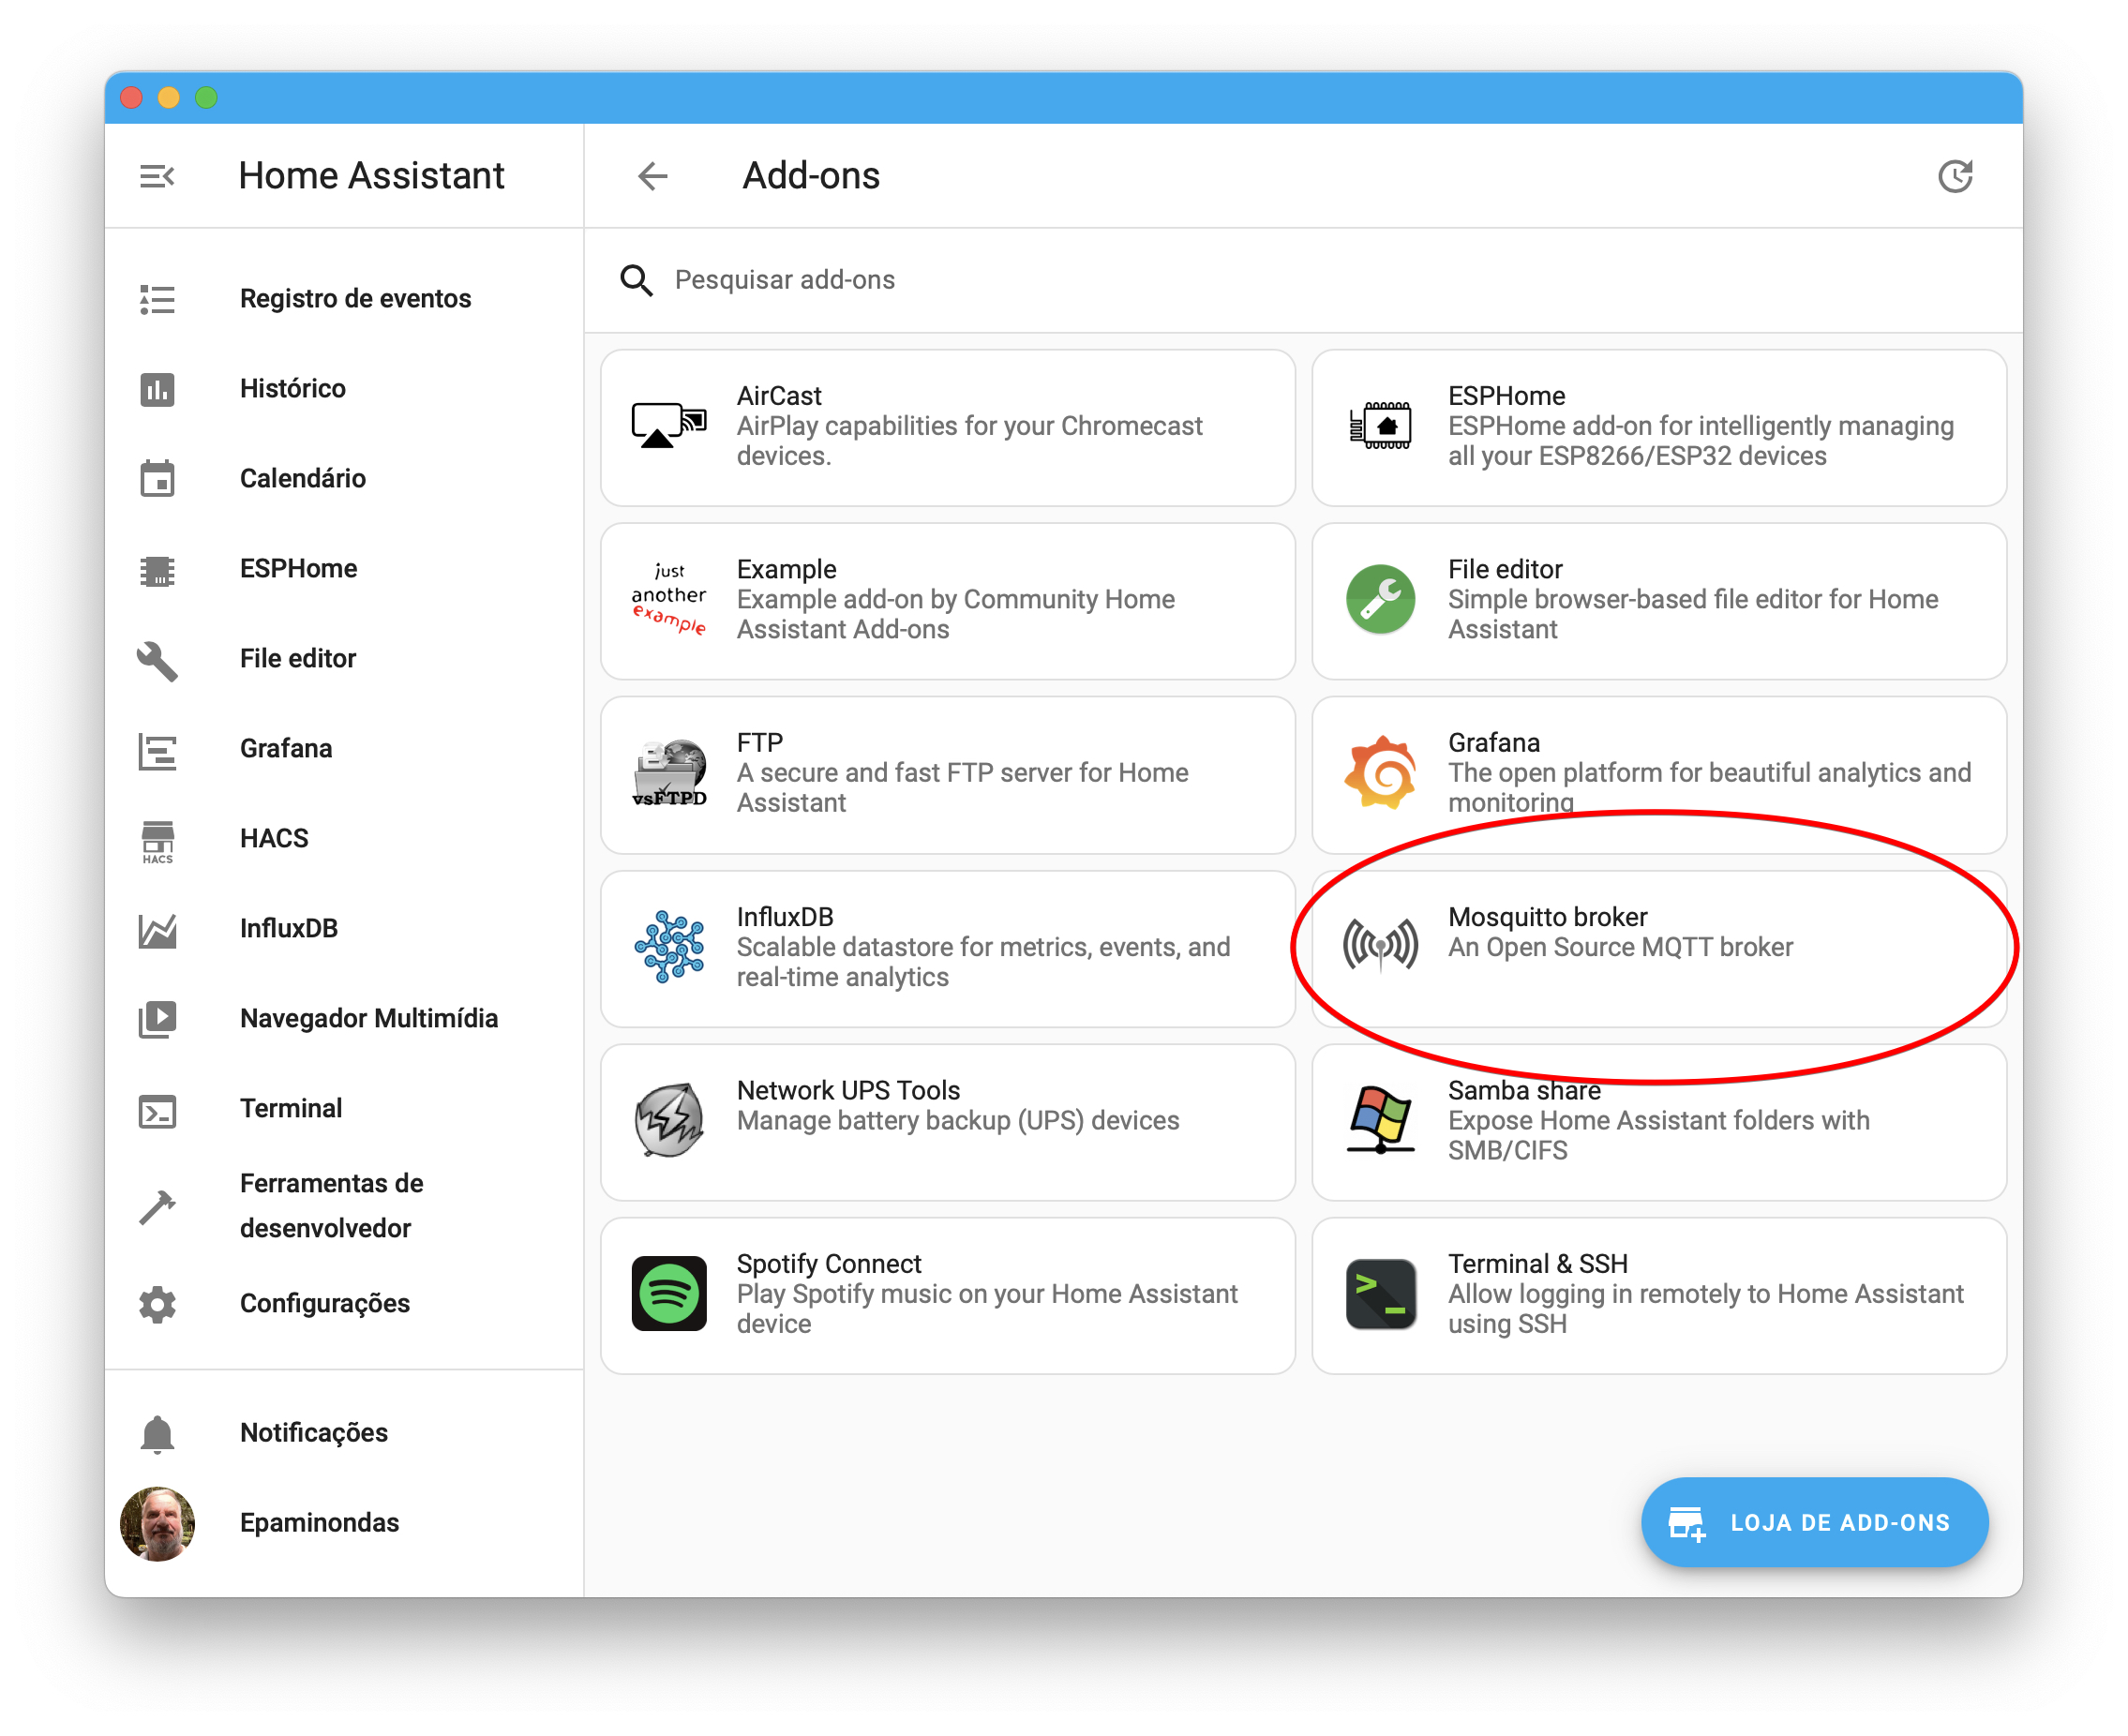 Home Assistant
Add-ons
Registro de eventos
Histórico
Calendário
ESPHome
File editor
Grafana
HACS
HACS
InfluxDB
Navegador Multimídia
Terminal
Ferramentas de
desenvolvedor
Configurações
Notificações
Epaminondas
Pesquisar add-ons
AirCast
AirPlay capabilities for your Chromecast
devices.
ESPHome
ESPHome add-on for intelligently managing
all your ESP8266/ESP32 devices
just
another
example
Example
Example add-on by Community Home
Assistant Add-ons
File editor
Simple browser-based file editor for Home
Assistant
vsFTPD
FTP
A secure and fast FTP server for Home
Assistant
Grafana
The open platform for beautiful analytics and
monitoring
InfluxDB
Scalable datastore for metrics, events, and
real-time analytics
Mosquitto broker
An Open Source MQTT broker
Network UPS Tools
Manage battery backup (UPS) devices
Samba share
Expose Home Assistant folders with
SMB/CIFS
Spotify Connect
Play Spotify music on your Home Assistant
device
Terminal & SSH
Allow logging in remotely to Home Assistant
using SSH
LOJA DE ADD-ONS